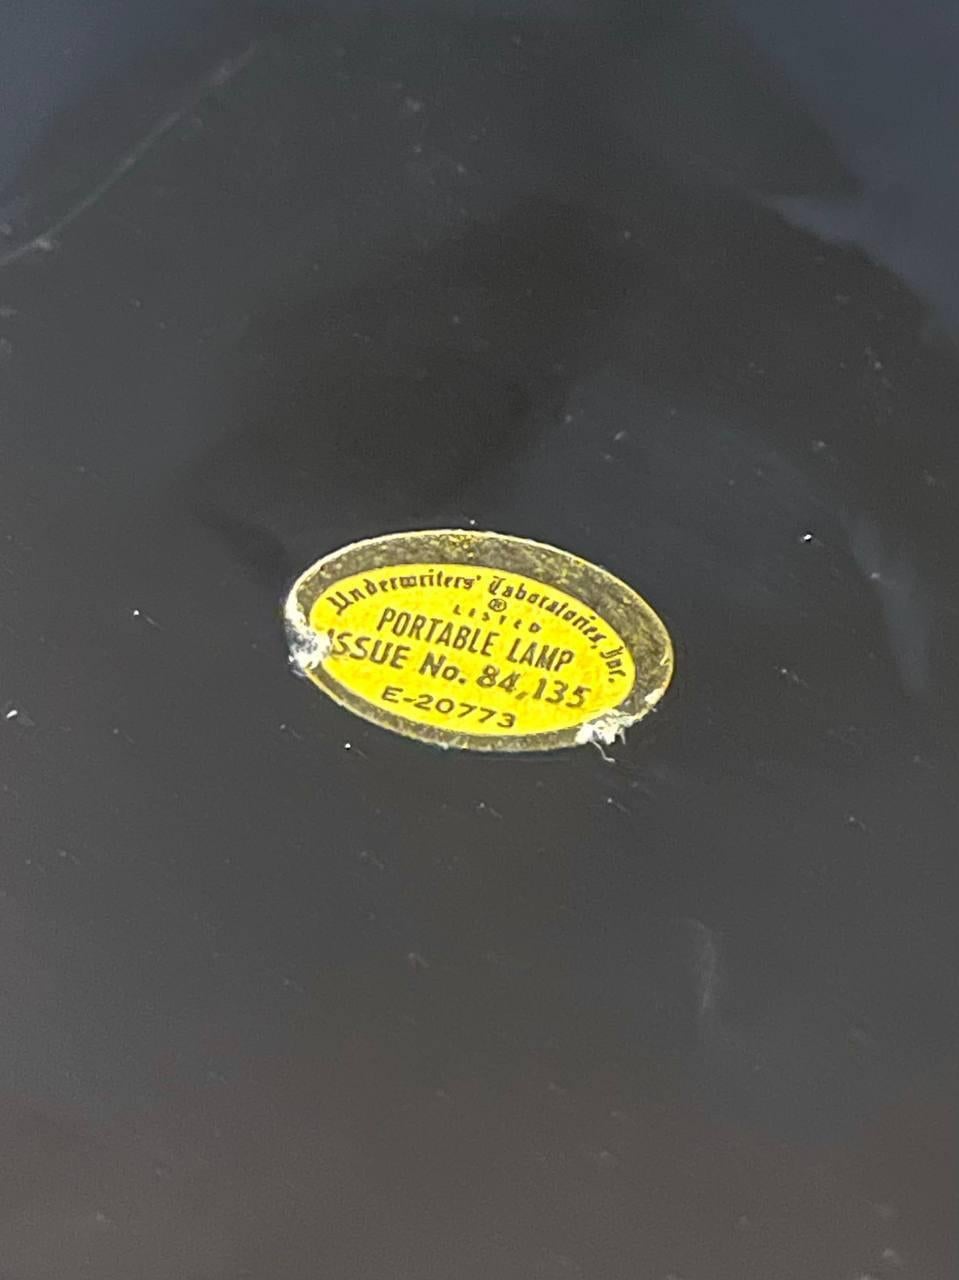 Underwriters' Laboratories, Inc.
®
LISTED
PORTABLE LAMP
ISSUE No. 84,135
E-20773